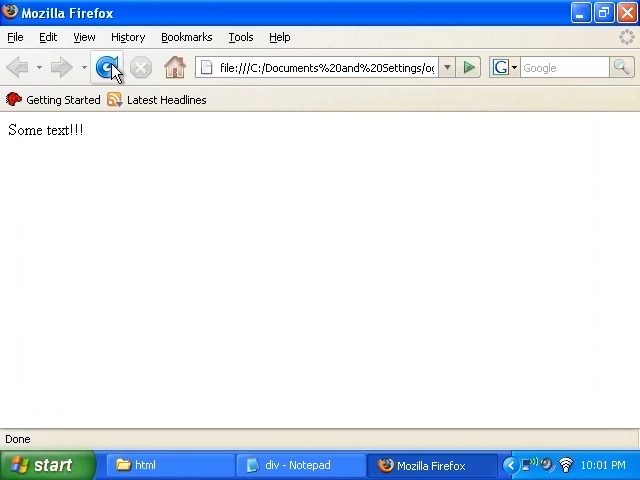 Mozilla Firefox
File Edit View History Bookmarks Tools Help
file:///C:/Documents%20and%20Settings/og
G Google
Getting Started Latest Headlines
Some text!!!
Done
start html div - Notepad Mozilla Firefox 10:01 PM